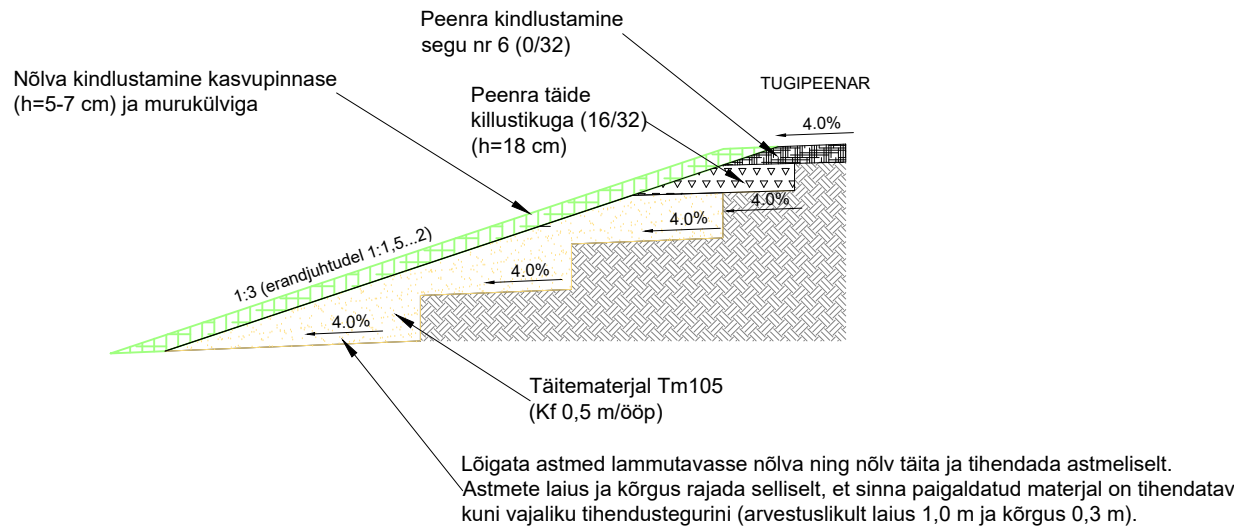 Peenra kindlustamine
segu nr 6 (0/32)
TUGIPEENAR
Nõlva kindlustamine kasvupinnase
(h=5-7 cm) ja murukülviga
Peenra täide
killustikuga (16/32)
(h=18 cm)
4.0%
4.0%
4.0%
1:3 (erandjuhtudel 1:1,5...2)
4.0%
4.0%
Täitematerjal Tm105
(Kf 0,5 m/ööp)
Lõigata astmed lammutavasse nõlva ning nõlv täita ja tihendada astmeliselt.
Astmete laius ja kõrgus rajada selliselt, et sinna paigaldatud materjal on tihendatav
kuni vajaliku tihendustegurini (arvestuslikult laius 1,0 m ja kõrgus 0,3 m).